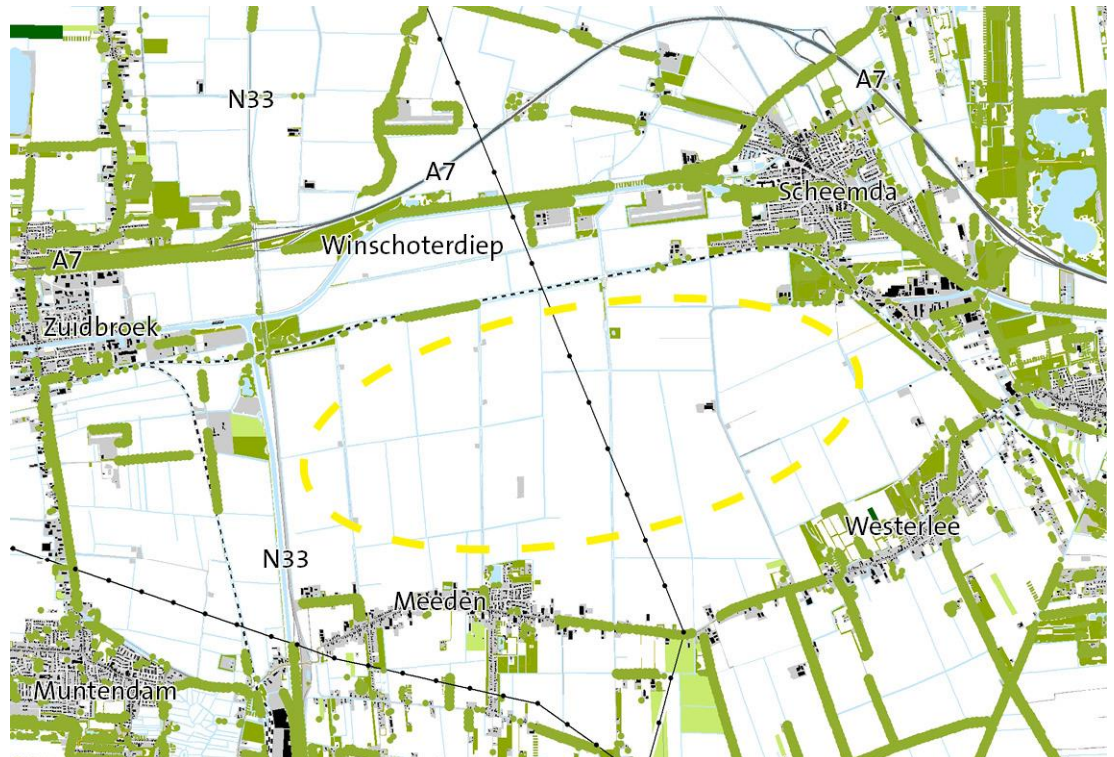 N33
A7
A7
Scheemda
Winschoterdiep
A7
Zuidbroek
Westerlee
N33
Meeden
Muntendam